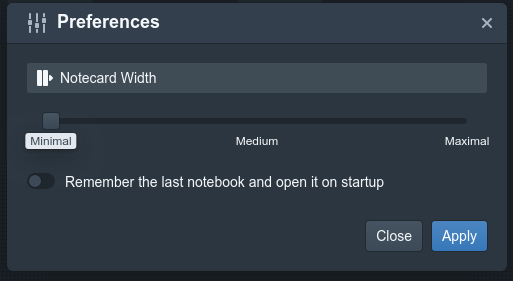 Preferences
Notecard Width
Minimal Medium Maximal
Remember the last notebook and open it on startup
Close Apply